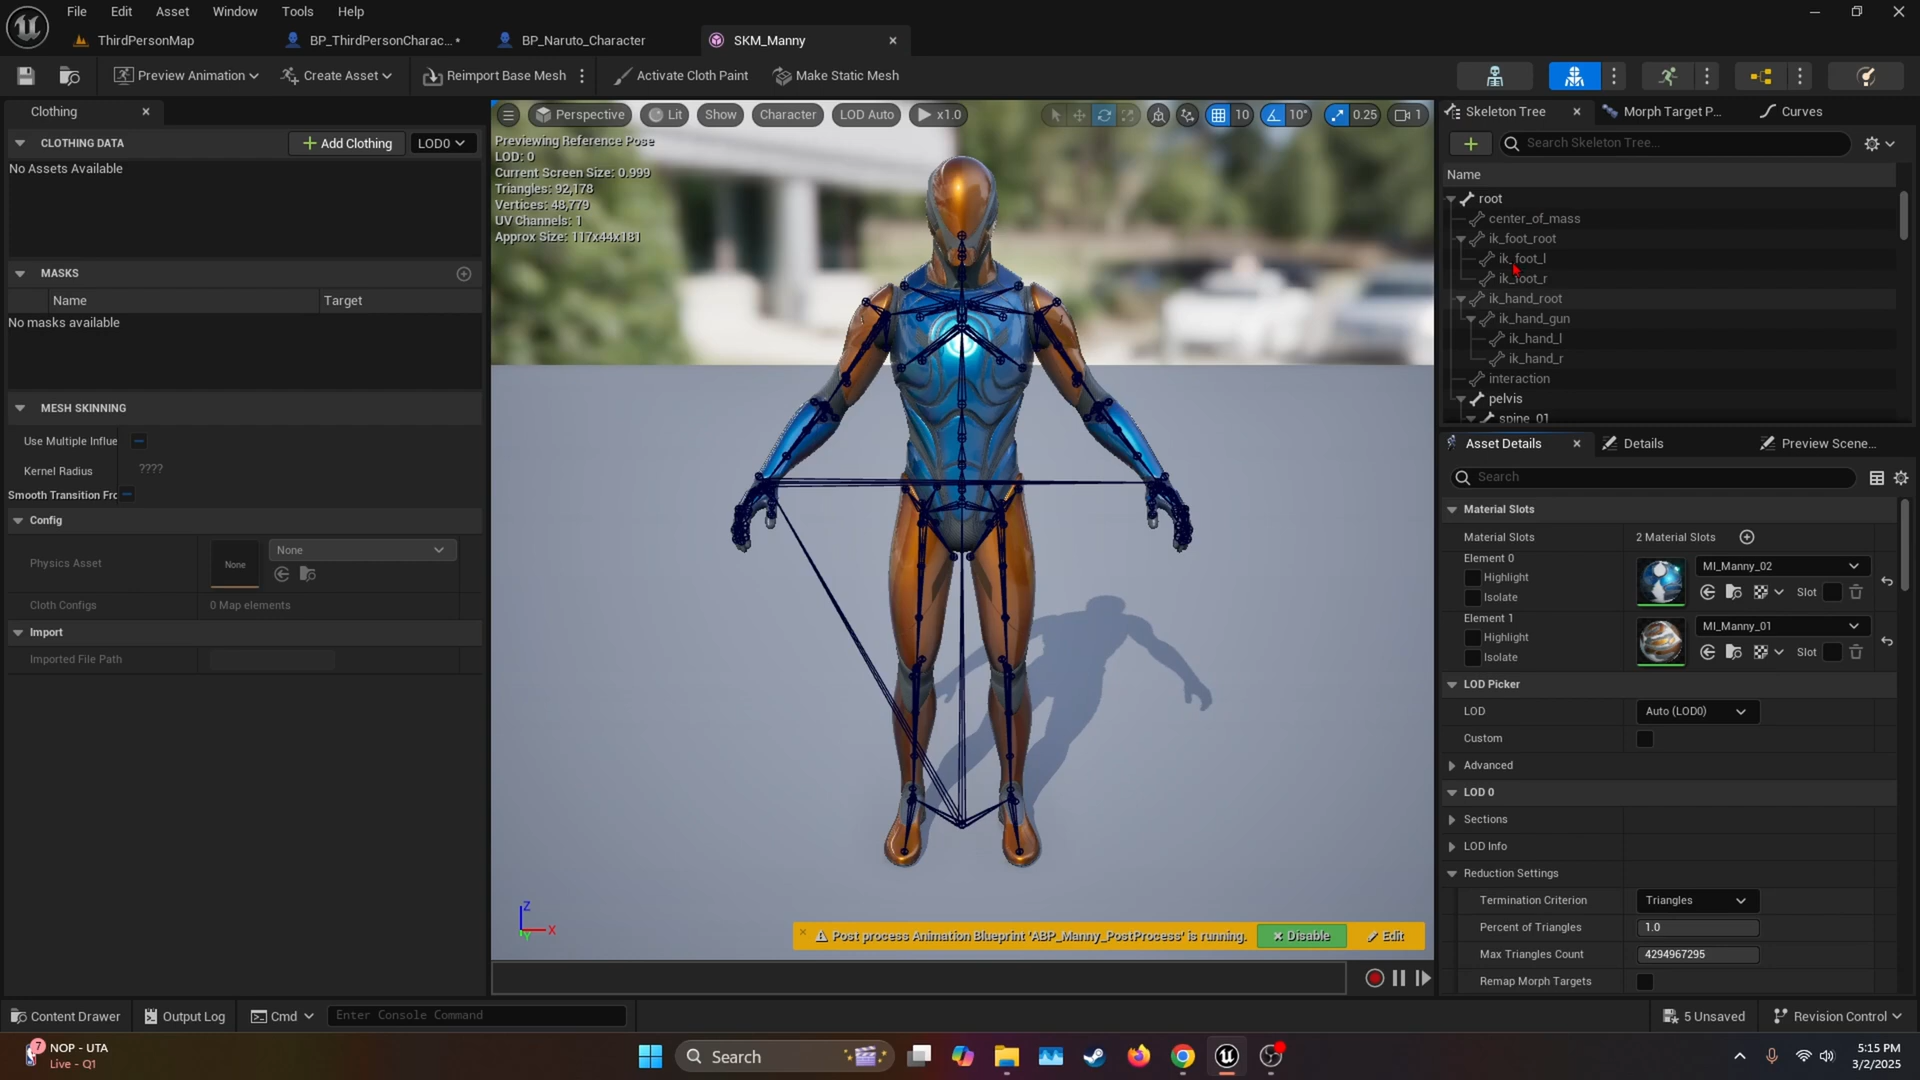 File Edit Asset Window Tools Help
ThirdPersonMap BP_ThirdPersonCharac...* BP_Naruto_Character SKM_Manny
Preview Animation Create Asset Reimport Base Mesh Activate Cloth Paint Make Static Mesh
Clothing
CLOTHING DATA Add Clothing LOD0
No Assets Available
MASKS
Name Target
No masks available
MESH SKINNING
Use Multiple Influe
Kernel Radius ????
Smooth Transition Fro
Config
Physics Asset None None
Cloth Configs 0 Map elements
Import
Imported File Path
Perspective Lit Show Character LOD Auto x1.0 10 10° 0.25 1
Previewing Reference Pose
LOD: 0
Current Screen Size: 0.999
Triangles: 92,178
Vertices: 48,779
UV Channels: 1
Approx Size: 117x44x181
Z
X
Y
Post process Animation Blueprint 'ABP_Manny_PostProcess' is running. Disable Edit
Skeleton Tree Morph Target P... Curves
Search Skeleton Tree...
Name
root
center_of_mass
ik_foot_root
ik_foot_l
ik_foot_r
ik_hand_root
ik_hand_gun
ik_hand_l
ik_hand_r
interaction
pelvis
spine_01
Asset Details Details Preview Scene...
Search
Material Slots
Material Slots 2 Material Slots
Element 0 MI_Manny_02
Highlight
Isolate Slot
Element 1 MI_Manny_01
Highlight
Isolate Slot
LOD Picker
LOD Auto (LOD0)
Custom
Advanced
LOD 0
Sections
LOD Info
Reduction Settings
Termination Criterion Triangles
Percent of Triangles 1.0
Max Triangles Count 4294967295
Remap Morph Targets
Content Drawer Output Log Cmd Enter Console Command 5 Unsaved Revision Control
7 NOP - UTA
Live - Q1
Search
5:15 PM
3/2/2025